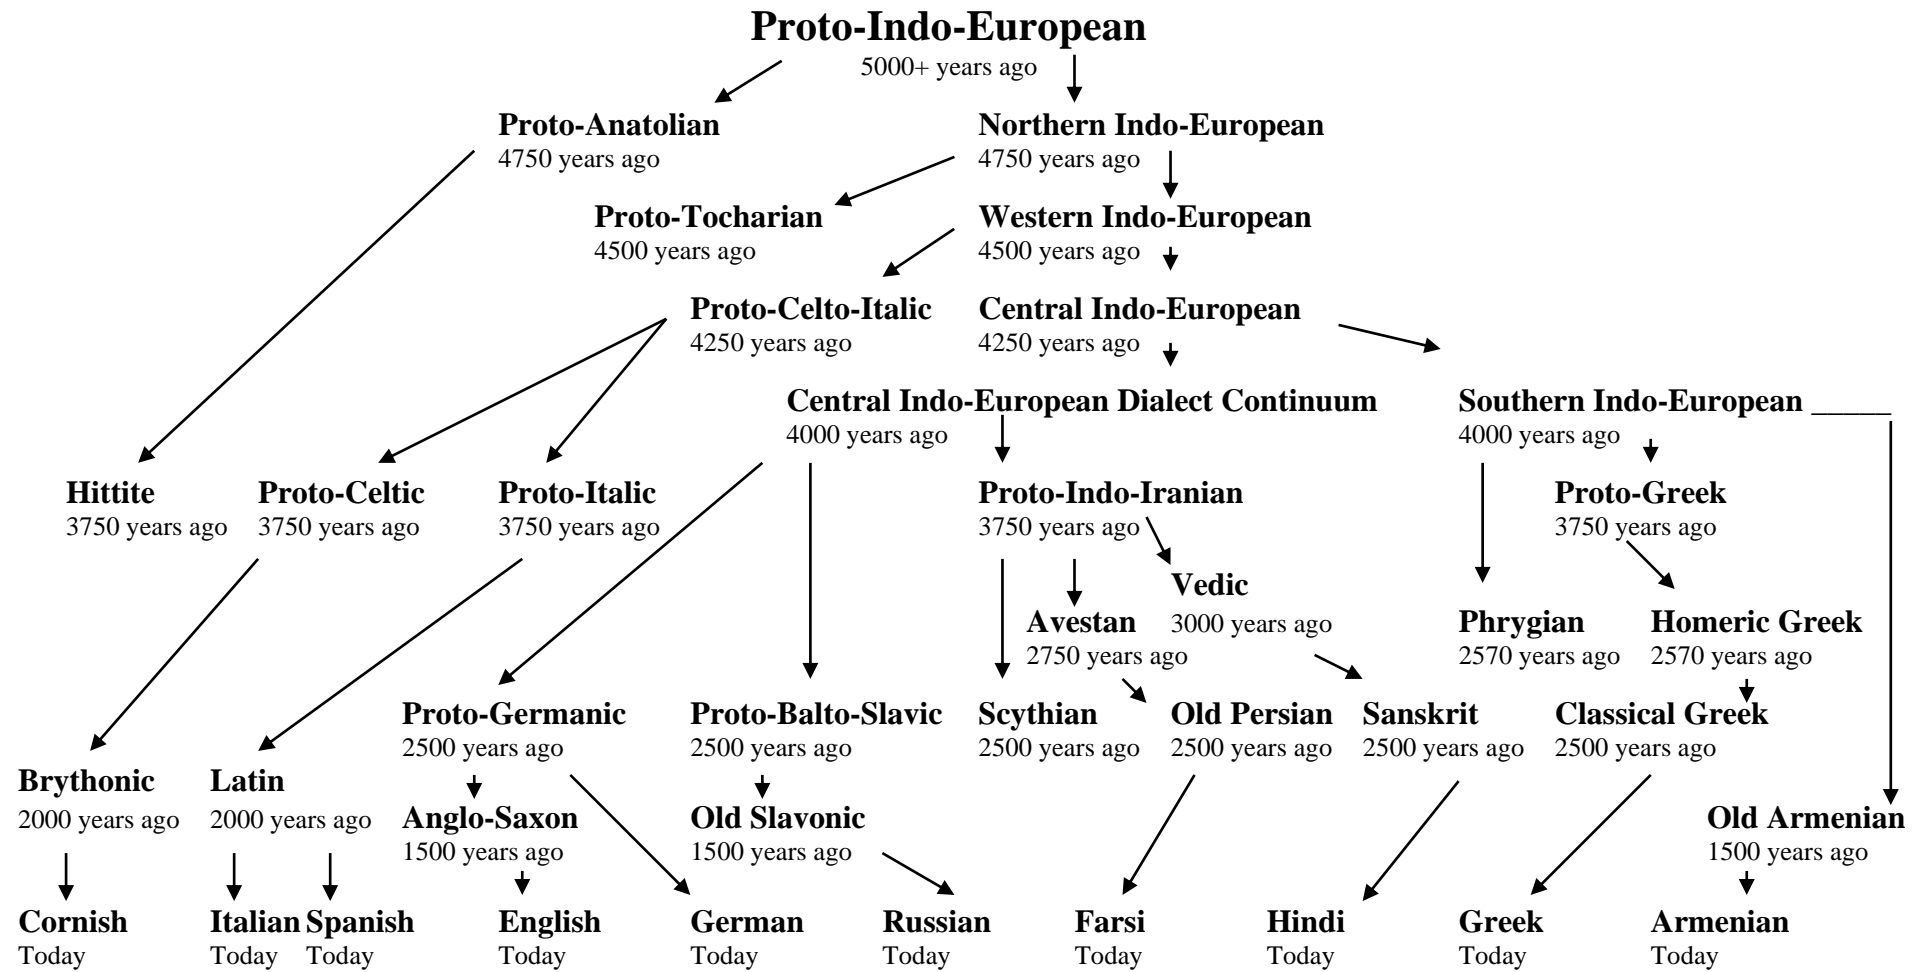 Proto-Indo-European
5000+ years ago
Proto-Anatolian
4750 years ago
Northern Indo-European
4750 years ago
Proto-Tocharian
4500 years ago
Western Indo-European
4500 years ago
Proto-Celto-Italic
4250 years ago
Central Indo-European
4250 years ago
Central Indo-European Dialect Continuum
4000 years ago
Southern Indo-European _____
4000 years ago
Hittite
3750 years ago
Proto-Celtic
3750 years ago
Proto-Italic
3750 years ago
Proto-Indo-Iranian
3750 years ago
Proto-Greek
3750 years ago
Vedic
3000 years ago
Avestan
2750 years ago
Phrygian
2570 years ago
Homeric Greek
2570 years ago
Proto-Germanic
2500 years ago
Proto-Balto-Slavic
2500 years ago
Scythian
2500 years ago
Old Persian
2500 years ago
Sanskrit
2500 years ago
Classical Greek
2500 years ago
Brythonic
2000 years ago
Latin
2000 years ago
Anglo-Saxon
1500 years ago
Old Slavonic
1500 years ago
Old Armenian
1500 years ago
Cornish
Today
Italian
Today
Spanish
Today
English
Today
German
Today
Russian
Today
Farsi
Today
Hindi
Today
Greek
Today
Armenian
Today